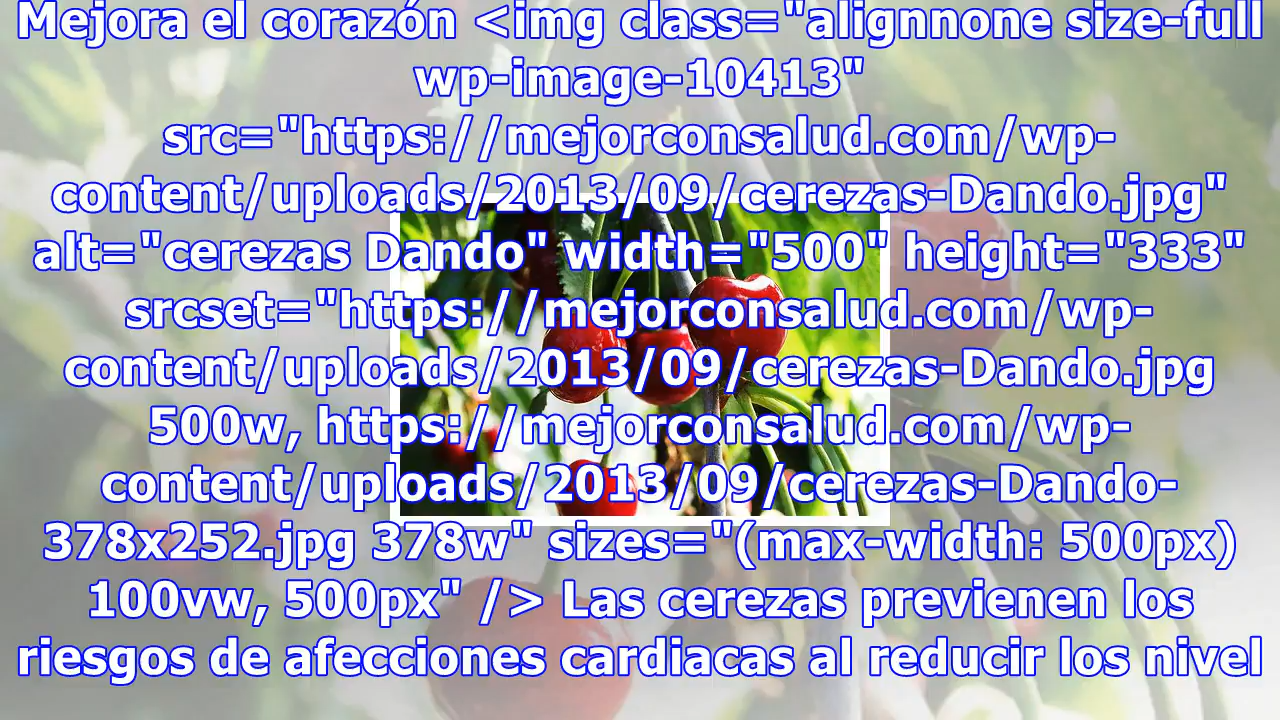 Mejora el corazón <img class="alignnone size-full
wp-image-10413"
src="https://mejorconsalud.com/wp-
content/uploads/2013/09/cerezas-Dando.jpg"
alt="cerezas Dando" width="500" height="333"
srcset="https://mejorconsalud.com/wp-
content/uploads/2013/09/cerezas-Dando.jpg
500w, https://mejorconsalud.com/wp-
content/uploads/2013/09/cerezas-Dando-
378x252.jpg 378w" sizes="(max-width: 500px)
100vw, 500px" /> Las cerezas previenen los
riesgos de afecciones cardiacas al reducir los nivel